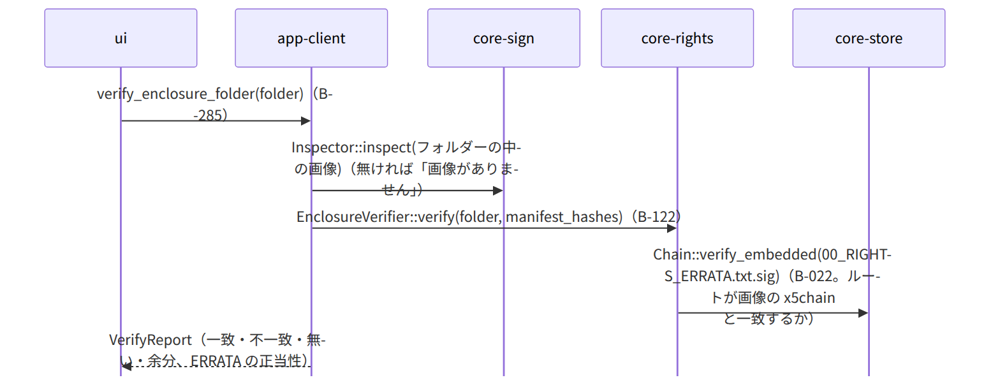 ui
app-client
core-sign
core-rights
core-store
verify_enclosure_folder(folder)（B-
-285）
Inspector::inspect(フォルダーの中-
の画像)（無ければ「画像がありま-
せん」）
EnclosureVerifier::verify(folder, manifest_hashes)（B-122）
Chain::verify_embedded(00_RIGHT-
S_ERRATA.txt.sig)（B-022。ルー-
トが画像の x5chain
と一致するか）
VerifyReport（一致・不一致・無-
い・余分、ERRATA の正当性）